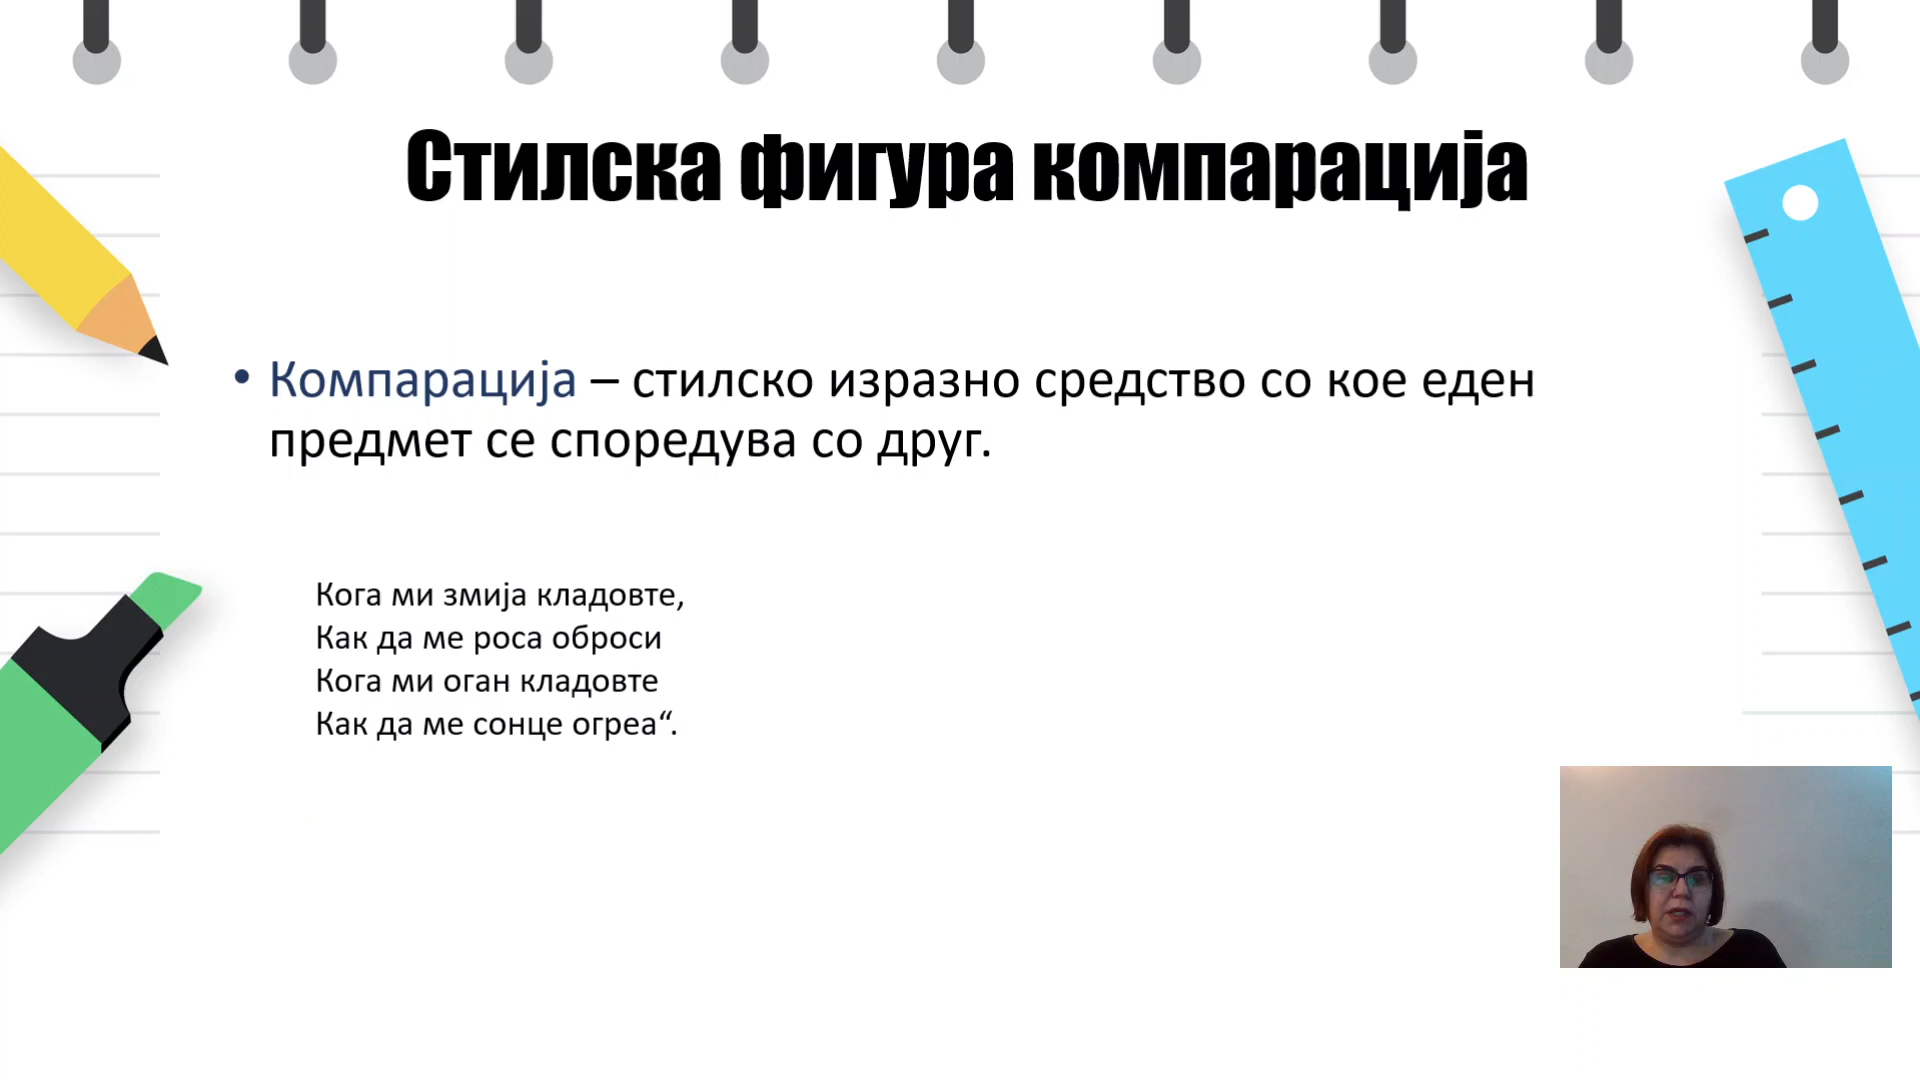 Стилска фигура компарација
• Компарација – стилско изразно средство со кое еден
предмет се споредува со друг.
Кога ми змија кладовте,
Как да ме роса оброси
Кога ми оган кладовте
Как да ме сонце огреа“.